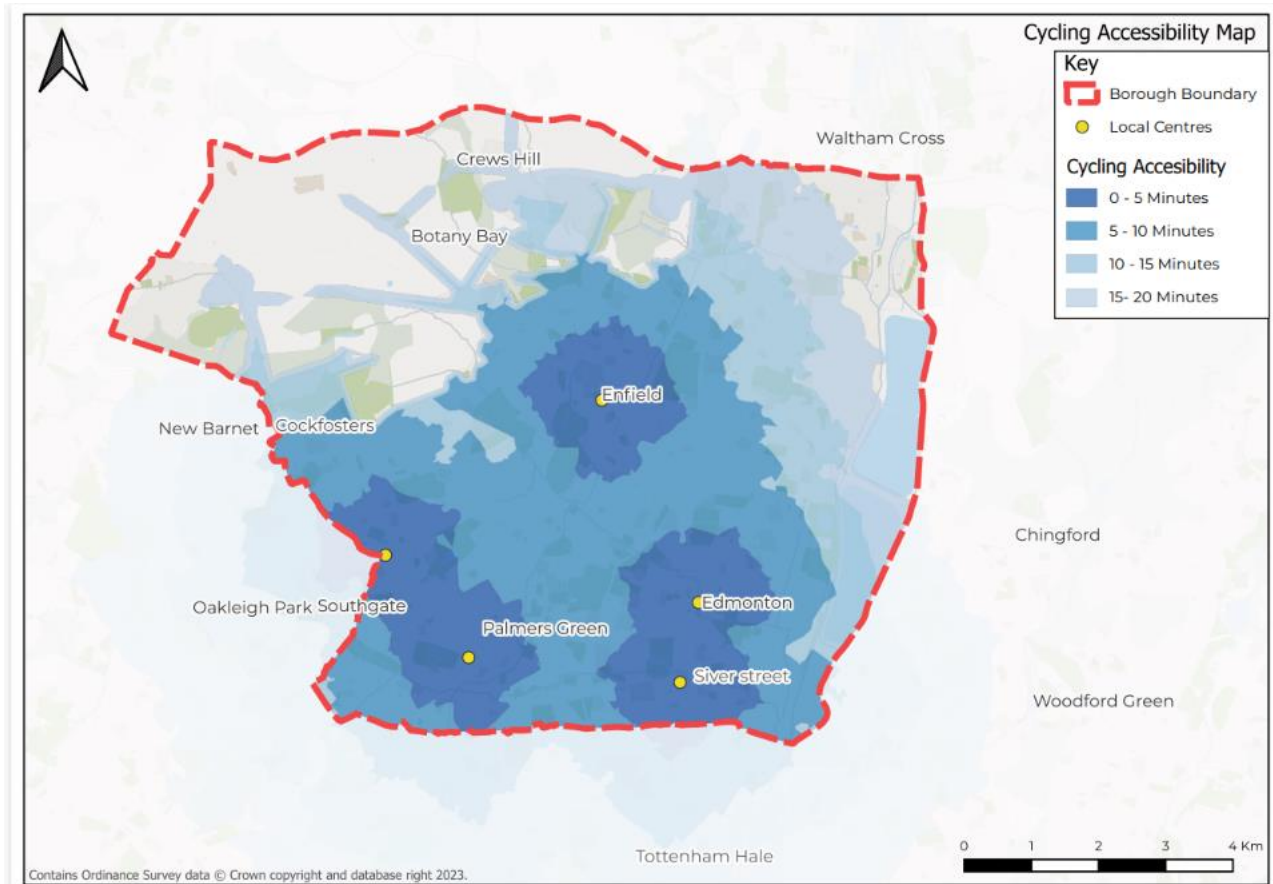 Cycling Accessibility Map
Key
Borough Boundary
Local Centres
Cycling Accesibility
0 - 5 Minutes
5 - 10 Minutes
10 - 15 Minutes
15- 20 Minutes
Waltham Cross
Crews Hill
Botany Bay
Enfield
New Barnet
Cockfosters
Chingford
Oakleigh Park
Southgate
Edmonton
Palmers Green
Siver street
Woodford Green
Tottenham Hale
0 1 2 3 4 Km
Contains Ordinance Survey data © Crown copyright and database right 2023.